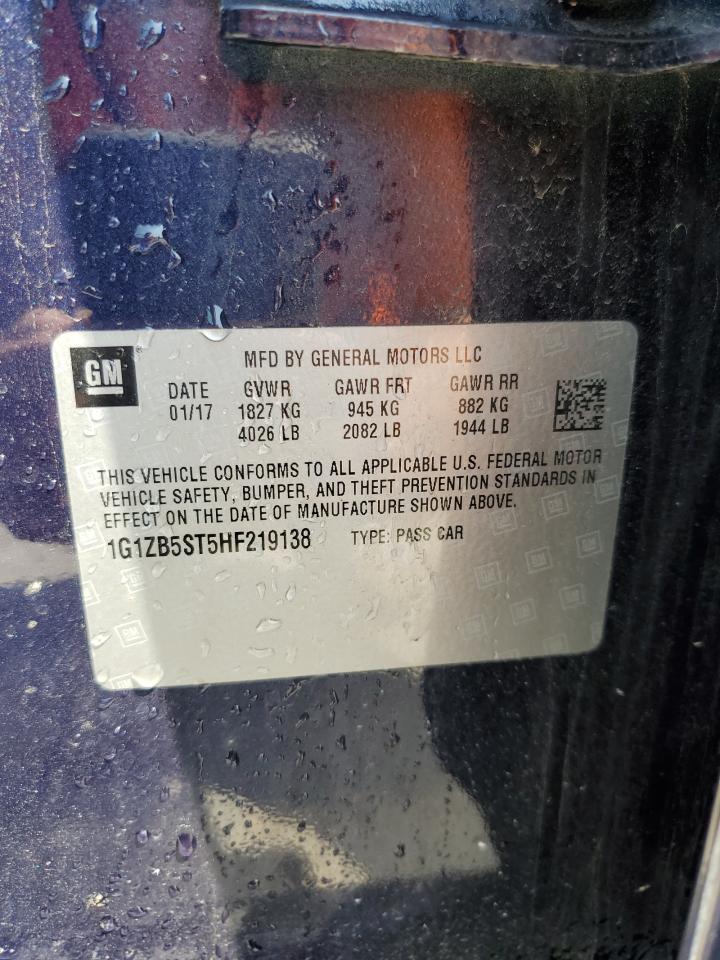 GM
MFD BY GENERAL MOTORS LLC
DATE GVWR GAWR FRT GAWR RR
01/17 1827 KG 945 KG 882 KG
4026 LB 2082 LB 1944 LB
THIS VEHICLE CONFORMS TO ALL APPLICABLE U.S. FEDERAL MOTOR
VEHICLE SAFETY, BUMPER, AND THEFT PREVENTION STANDARDS IN
EFFECT ON THE DATE OF MANUFACTURE SHOWN ABOVE.
1G1ZB5ST5HF219138 TYPE: PASS CAR